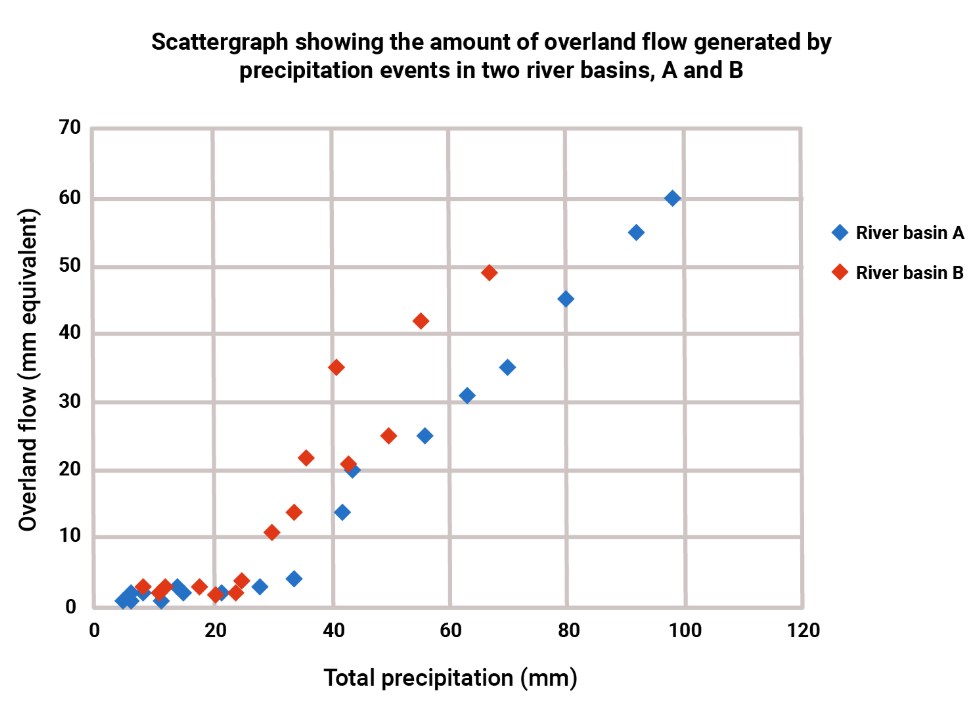 Scattergraph showing the amount of overland flow generated by
precipitation events in two river basins, A and B
Overland flow (mm equivalent)
70
60
50
40
30
20
10
0
0 20 40 60 80 100 120
Total precipitation (mm)
River basin A
River basin B